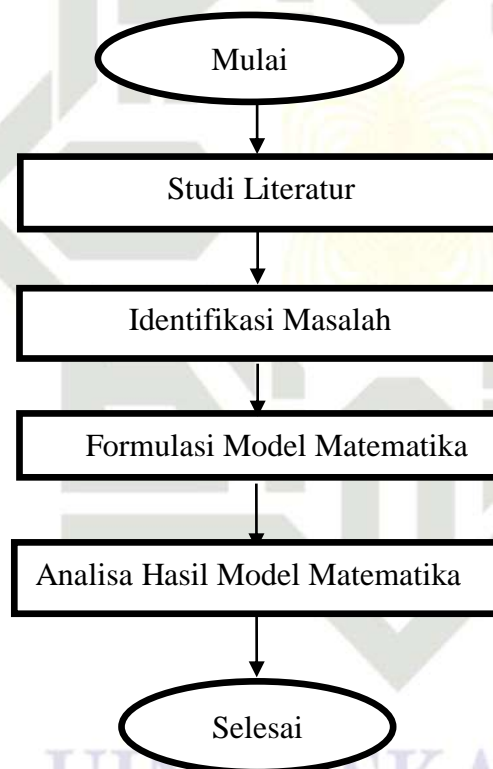 Mulai
Studi Literatur
Identifikasi Masalah
Formulasi Model Matematika
Analisa Hasil Model Matematika
Selesai